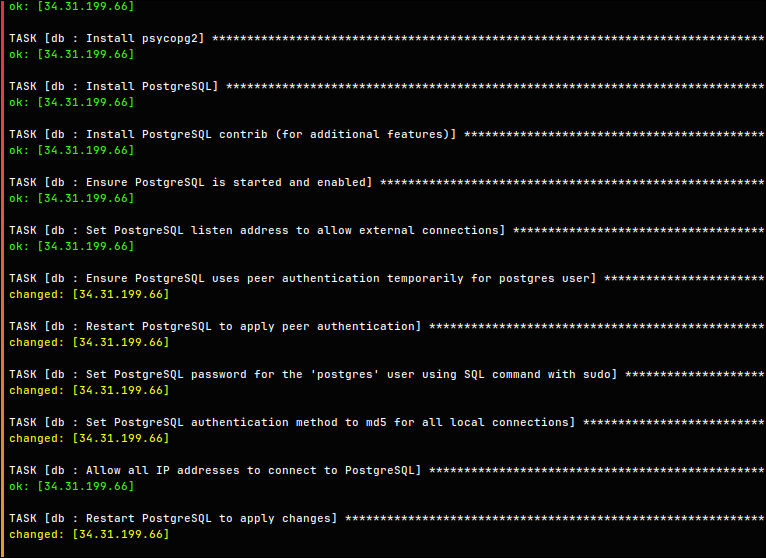 ok: [34.31.199.66]
TASK [db : Install psycopg2] *******************************************************************************
ok: [34.31.199.66]
TASK [db : Install PostgreSQL] *****************************************************************************
ok: [34.31.199.66]
TASK [db : Install PostgreSQL contrib (for additional features)] *******************************************
ok: [34.31.199.66]
TASK [db : Ensure PostgreSQL is started and enabled] *******************************************************
ok: [34.31.199.66]
TASK [db : Set PostgreSQL listen address to allow external connections] ************************************
ok: [34.31.199.66]
TASK [db : Ensure PostgreSQL uses peer authentication temporarily for postgres user] ***********************
changed: [34.31.199.66]
TASK [db : Restart PostgreSQL to apply peer authentication] ************************************************
changed: [34.31.199.66]
TASK [db : Set PostgreSQL password for the 'postgres' user using SQL command with sudo] ********************
changed: [34.31.199.66]
TASK [db : Set PostgreSQL authentication method to md5 for all local connections] **************************
changed: [34.31.199.66]
TASK [db : Allow all IP addresses to connect to PostgreSQL] ************************************************
ok: [34.31.199.66]
TASK [db : Restart PostgreSQL to apply changes] ************************************************************
changed: [34.31.199.66]